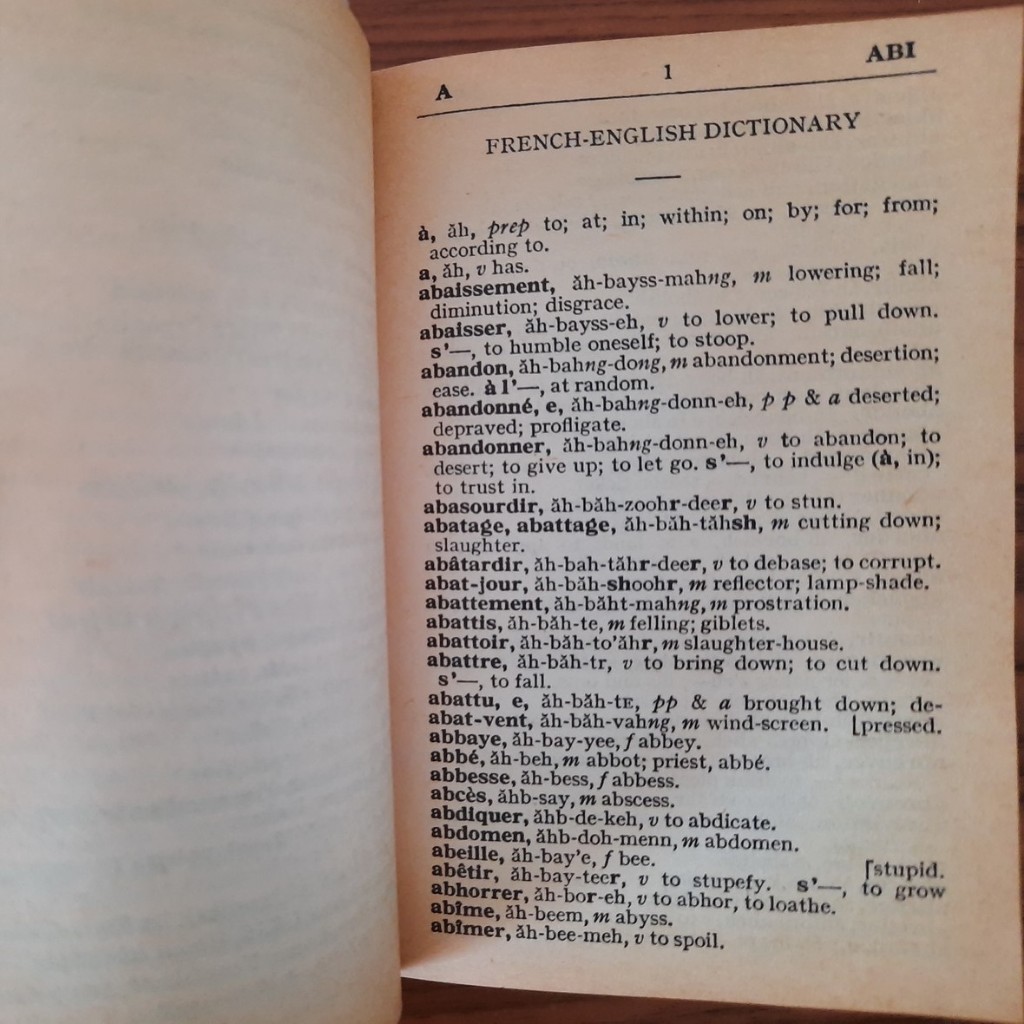 A 1 ABI
FRENCH-ENGLISH DICTIONARY
à, ăh, prep to; at; in; within; on; by; for; from;
according to.
a, ăh, v has.
abaissement, ăh-bayss-mahng, m lowering; fall;
diminution; disgrace.
abaisser, ăh-bayss-eh, v to lower; to pull down.
s'—, to humble oneself; to stoop.
abandon, ăh-bahng-dong, m abandonment; desertion;
ease. à l'—, at random.
abandonné, e, ăh-bahng-donn-eh, p p & a deserted;
depraved; profligate.
abandonner, ăh-bahng-donn-eh, v to abandon; to
desert; to give up; to let go. s'—, to indulge (à, in);
to trust in.
abasourdir, ăh-băh-zoohr-deer, v to stun.
abatage, abattage, ăh-băh-tăhsh, m cutting down;
slaughter.
abâtardir, ăh-bah-tăhr-deer, v to debase; to corrupt.
abat-jour, ăh-băh-shoohr, m reflector; lamp-shade.
abattement, ăh-băht-mahng, m prostration.
abattis, ăh-băh-te, m felling; giblets.
abattoir, ăh-băh-to'ăhr, m slaughter-house.
abattre, ăh-băh-tr, v to bring down; to cut down.
s'—, to fall.
abattu, e, ăh-băh-tE, pp & a brought down; de-
abat-vent, ăh-băh-vahng, m wind-screen. [pressed.
abbaye, ăh-bay-yee, f abbey.
abbé, ăh-beh, m abbot; priest, abbé.
abbesse, ăh-bess, f abbess.
abcès, ăhb-say, m abscess.
abdiquer, ăhb-de-keh, v to abdicate.
abdomen, ăhb-doh-menn, m abdomen.
abeille, ăh-bay'e, f bee. [stupid.
abêtir, ăh-bay-teer, v to stupefy. s'—, to grow
abhorrer, ăh-bor-eh, v to abhor, to loathe.
abîme, ăh-beem, m abyss.
abîmer, ăh-bee-meh, v to spoil.